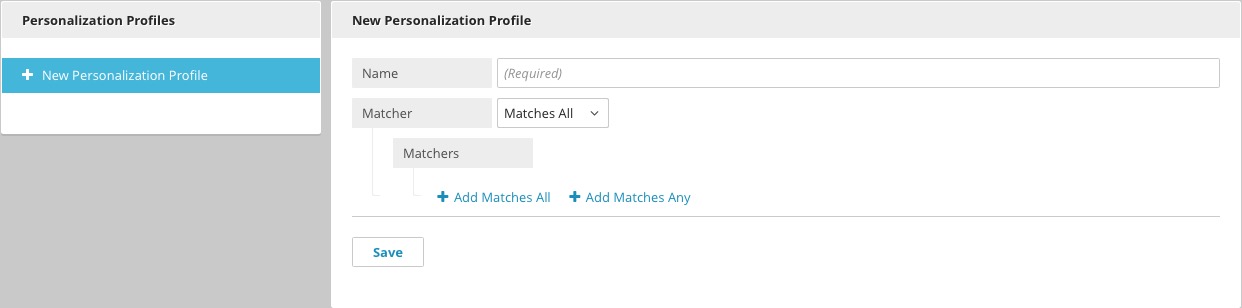 Personalization Profiles
New Personalization Profile
New Personalization Profile
Name (Required)
Matcher Matches All
Matchers
Add Matches All Add Matches Any
Save